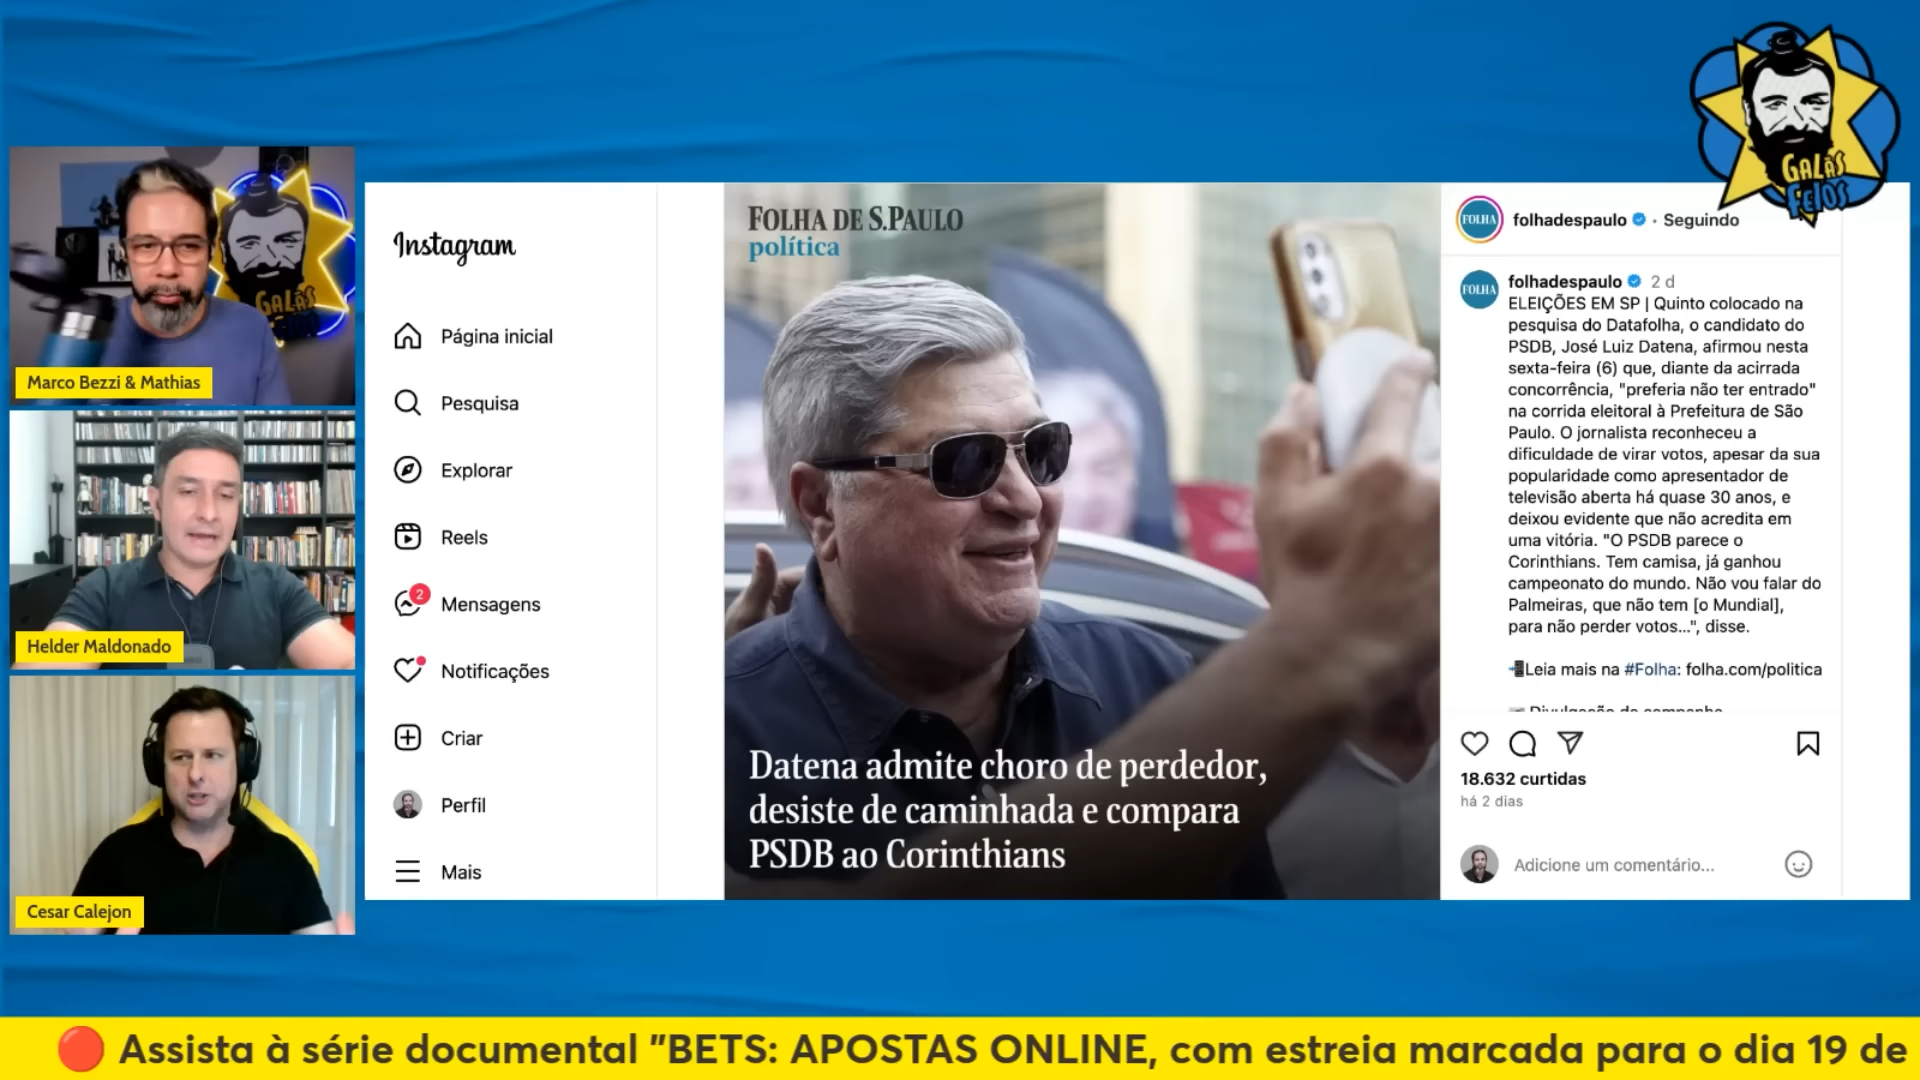 GALÃS
FEIOS
GALÃS
Marco Bezzi & Mathias
Helder Maldonado
Cesar Calejon
Instagram
Página inicial
Pesquisa
Explorar
Reels
2
Mensagens
Notificações
Criar
Perfil
Mais
FOLHA DE S.PAULO
política
Datena admite choro de perdedor,
desiste de caminhada e compara
PSDB ao Corinthians
FOLHA
folhadespaulo · Seguindo
FOLHA
folhadespaulo 2 d
ELEIÇÕES EM SP | Quinto colocado na
pesquisa do Datafolha, o candidato do
PSDB, José Luiz Datena, afirmou nesta
sexta-feira (6) que, diante da acirrada
concorrência, "preferia não ter entrado"
na corrida eleitoral à Prefeitura de São
Paulo. O jornalista reconheceu a
dificuldade de virar votos, apesar da sua
popularidade como apresentador de
televisão aberta há quase 30 anos, e
deixou evidente que não acredita em
uma vitória. "O PSDB parece o
Corinthians. Tem camisa, já ganhou
campeonato do mundo. Não vou falar do
Palmeiras, que não tem [o Mundial],
para não perder votos...", disse.
📲Leia mais na #Folha: folha.com/politica
Divulgação da campanha
18.632 curtidas
há 2 dias
Adicione um comentário...
🔴 Assista à série documental "BETS: APOSTAS ONLINE, com estreia marcada para o dia 19 de